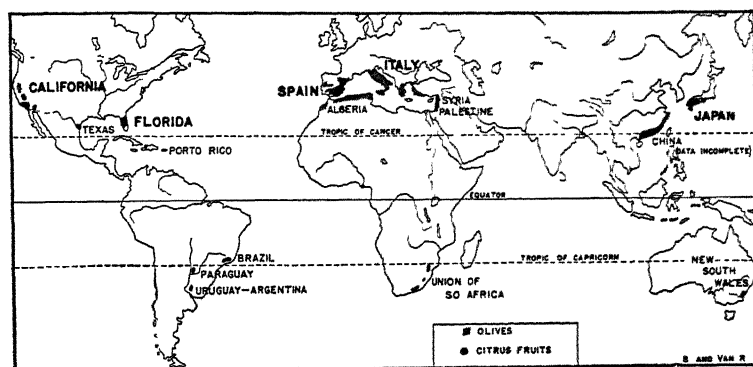 ITALY
CALIFORNIA
SPAIN
SYRIA
ALBERIA
PALESTINE
FLORIDA
JAPAN
TEXAS
TROPIC OF CANCER
CHINA
PORTO RICO
(DATA INCOMPLETE)
EQUATOR
BRAZIL
TROPIC OF CAPRICORN
NEW
PARAGUAY
SOUTH
UNION OF
WALES
URUGUAY—ARGENTINA
SO AFRICA
OLIVES
CITRUS FRUITS
B AND VAN R